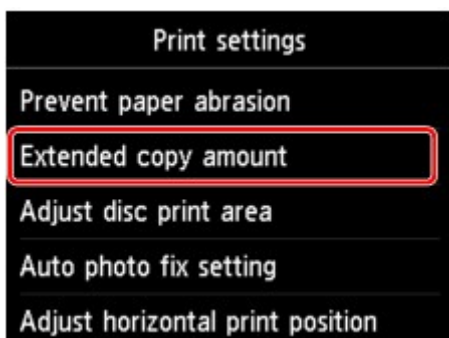 Print settings
Prevent paper abrasion
Extended copy amount
Adjust disc print area
Auto photo fix setting
Adjust horizontal print position